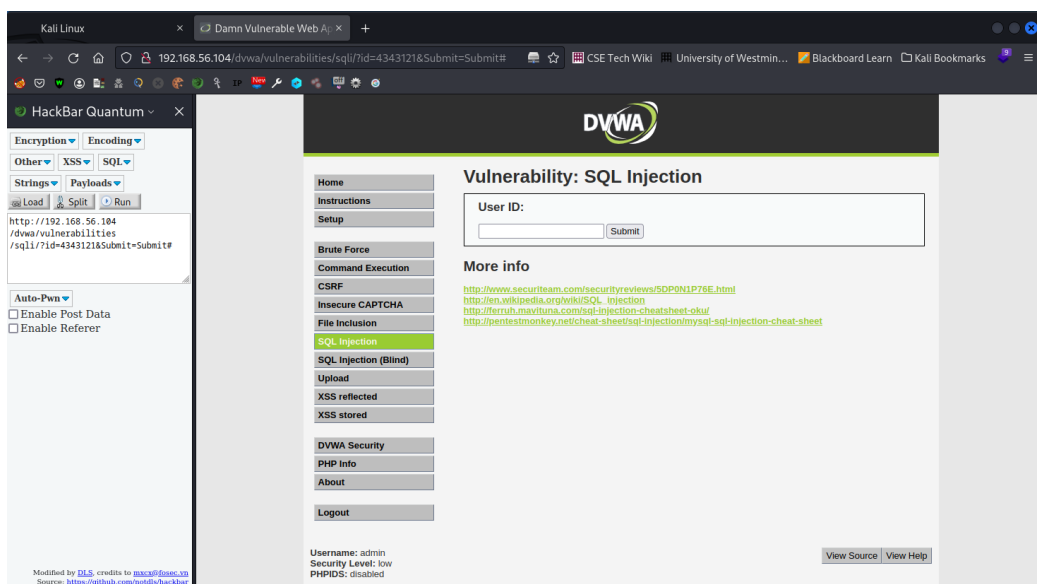 Kali Linux
Damn Vulnerable Web Ap
192.168.56.104/dvwa/vulnerabilities/sqli/?id=4343121&Submit=Submit#
CSE Tech Wiki
University of Westmin...
Blackboard Learn
Kali Bookmarks
9
IP
New
HackBar Quantum
Encryption
Encoding
Other
XSS
SQL
Strings
Payloads
Load
Split
Run
http://192.168.56.104
/dvwa/vulnerabilities
/sqli/?id=4343121&Submit=Submit#
Auto-Pwn
Enable Post Data
Enable Referer
Modified by DLS, credits to mxcx@fosec.vn
Source: https://github.com/notdls/hackbar
DVWA
Home
Instructions
Setup
Brute Force
Command Execution
CSRF
Insecure CAPTCHA
File Inclusion
SQL Injection
SQL Injection (Blind)
Upload
XSS reflected
XSS stored
DVWA Security
PHP Info
About
Logout
Vulnerability: SQL Injection
User ID:
Submit
More info
http://www.securiteam.com/securityreviews/5DP0N1P76E.html
http://en.wikipedia.org/wiki/SQL_injection
http://ferruh.mavituna.com/sql-injection-cheatsheet-oku/
http://pentestmonkey.net/cheat-sheet/sql-injection/mysql-sql-injection-cheat-sheet
Username: admin
Security Level: low
PHPIDS: disabled
View Source
View Help